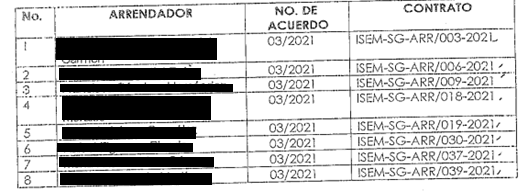 No. ARRENDADOR NO. DE ACUERDO CONTRATO
1 03/2021 ISEM-SG-ARR/003-2021
2 03/2021 ISEM-SG-ARR/006-2021
3 03/2021 ISEM-SG-ARR/009-2021
4 03/2021 ISEM-SG-ARR/018-2021
5 03/2021 ISEM-SG-ARR/019-2021
6 03/2021 ISEM-SG-ARR/030-2021
7 03/2021 ISEM-SG-ARR/037-2021
8 03/2021 ISEM-SG-ARR/039-2021